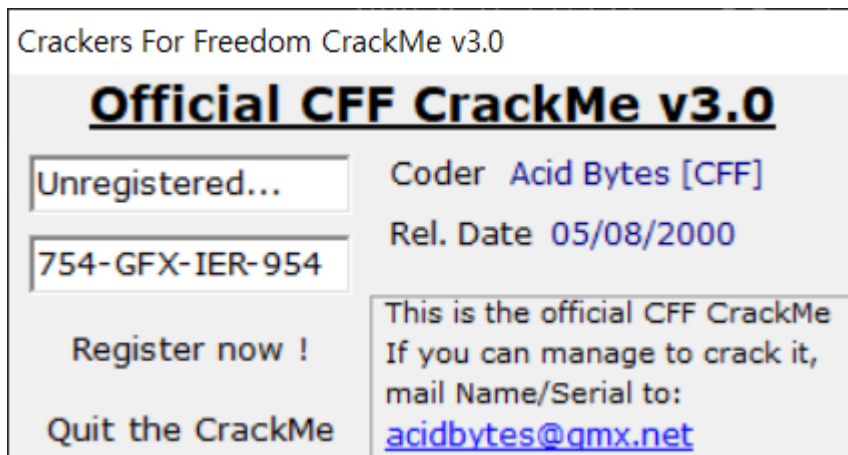 Crackers For Freedom CrackMe v3.0
Official CFF CrackMe v3.0
Unregistered...
754-GFX-IER-954
Register now !
Quit the CrackMe
Coder Acid Bytes [CFF]
Rel. Date 05/08/2000
This is the official CFF CrackMe
If you can manage to crack it,
mail Name/Serial to:
acidbytes@gmx.net